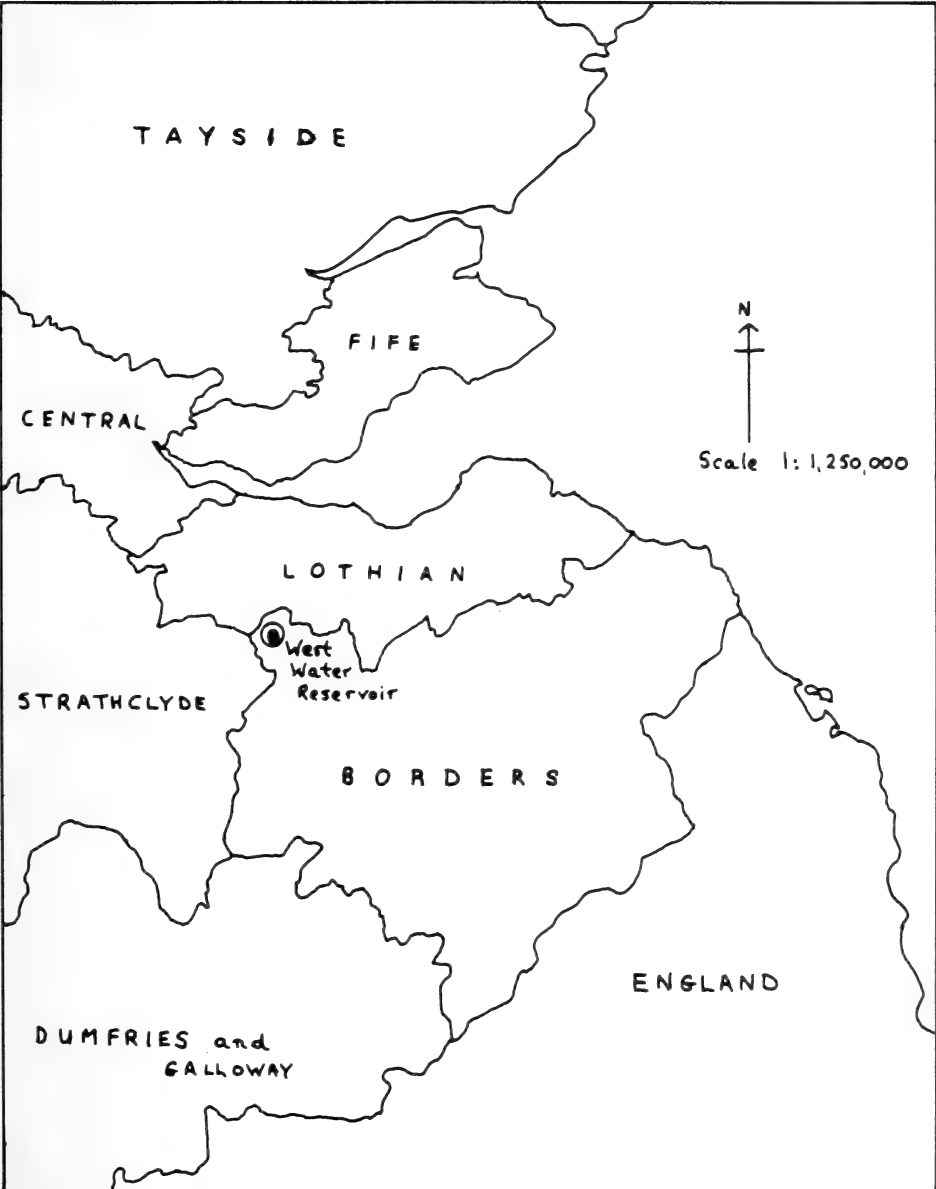 TAYSIDE
N
FIFE
CENTRAL
Scale 1:1,250,000
LOTHIAN
West
Water
Reservoir
STRATHCLYDE
BORDERS
ENGLAND
DUMFRIES and
GALLOWAY